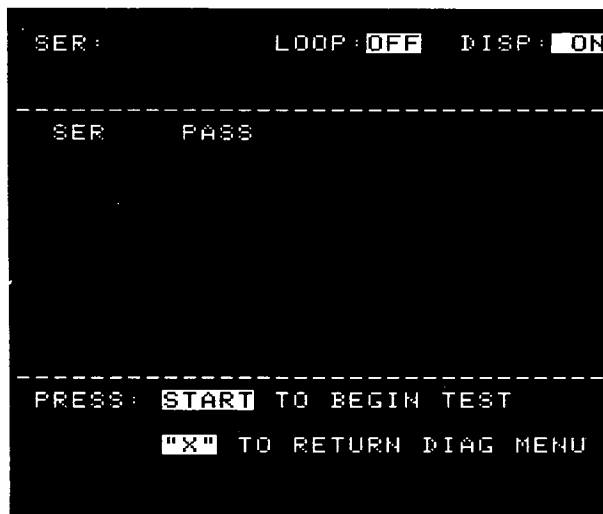 SER: LOOP:OFF DISP: ON
SER PASS
PRESS: START TO BEGIN TEST
"X" TO RETURN DIAG MENU